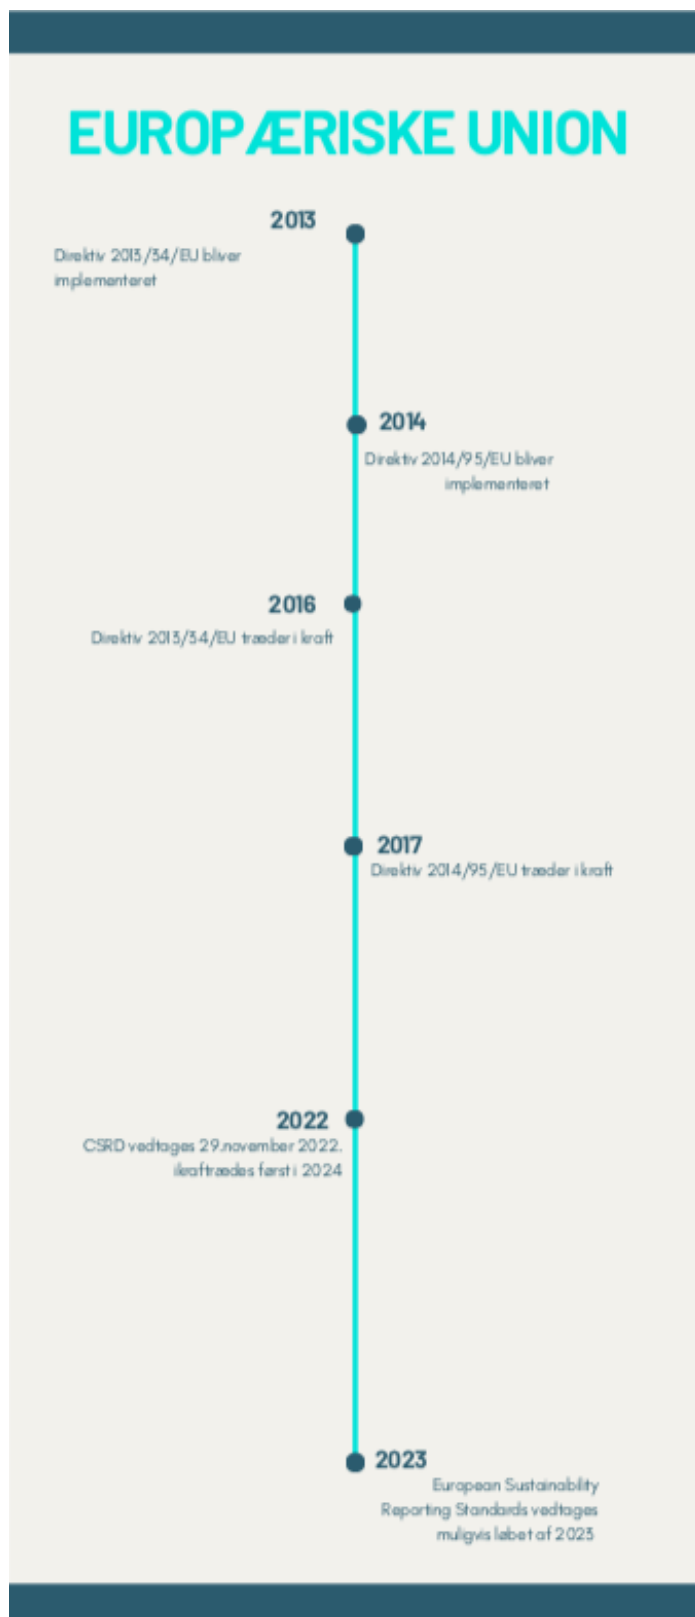 EUROPÆRISKE UNION
2013
Direktiv 2013/34/EU bliver
implementeret
2014
Direktiv 2014/95/EU bliver
implementeret
2016
Direktiv 2013/34/EU træder i kraft
2017
Direktiv 2014/95/EU træder i kraft
2022
CSRD vedtages 29.november 2022.
ikraftrædes først i 2024
2023
European Sustainability
Reporting Standards vedtages
muligvis løbet af 2023